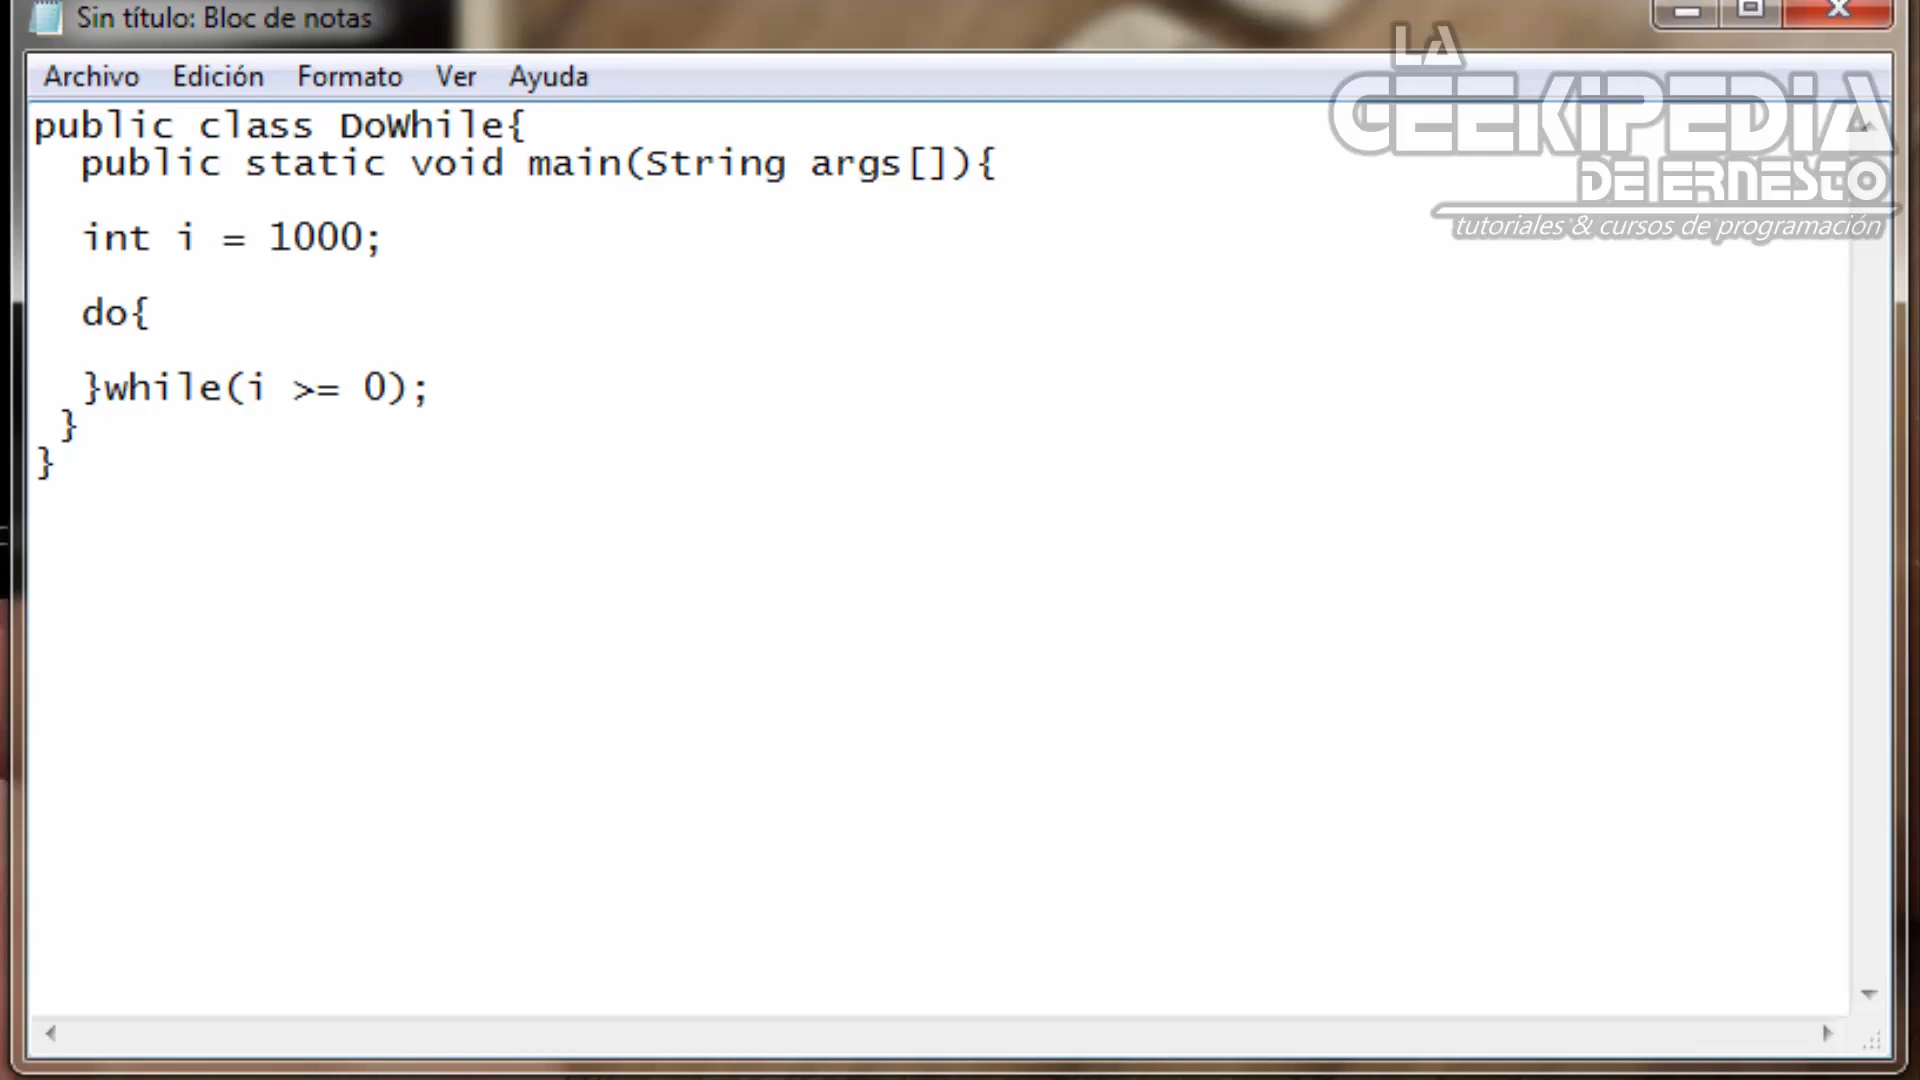 Sin título: Bloc de notas
LA
GEEKIPEDIA
DE ERNESTO
tutoriales & cursos de programación
Archivo Edición Formato Ver Ayuda
public class DoWhile{
public static void main(String args[]){
int i = 1000;
do{
}while(i >= 0);
}
}